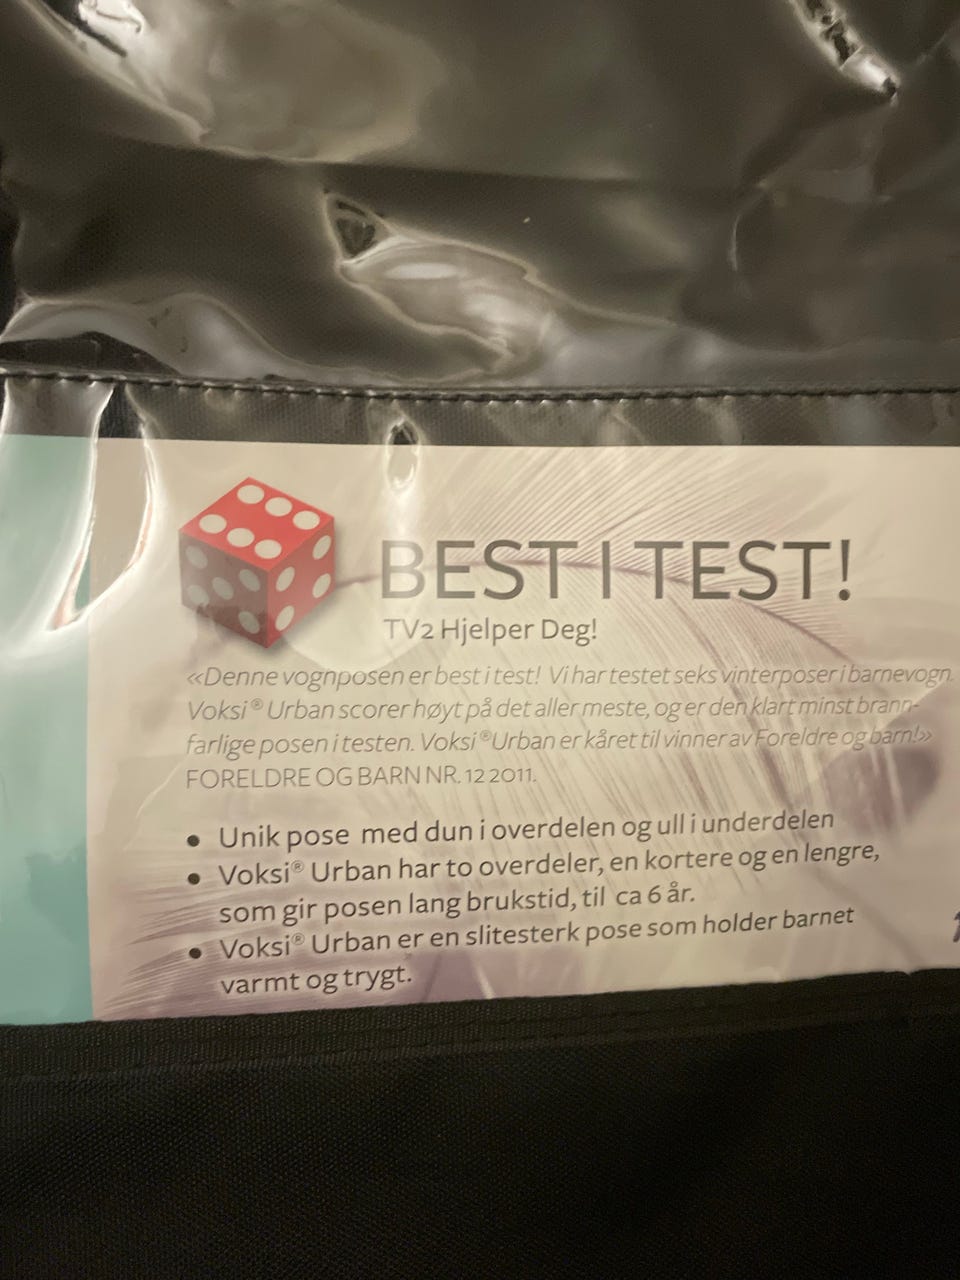 BEST I TEST!
TV2 Hjelper Deg!
«Denne vognposen er best i test! Vi har testet seks vinterposer i barnevogn.
Voksi® Urban scorer høyt på det aller meste, og er den klart minst brann-
farlige posen i testen. Voksi® Urban er kåret til vinner av Foreldre og barn!»
FORELDRE OG BARN NR. 12 2011.
• Unik pose med dun i overdelen og ull i underdelen
• Voksi® Urban har to overdeler, en kortere og en lengre,
som gir posen lang brukstid, til ca 6 år.
• Voksi® Urban er en slitesterk pose som holder barnet
varmt og trygt.